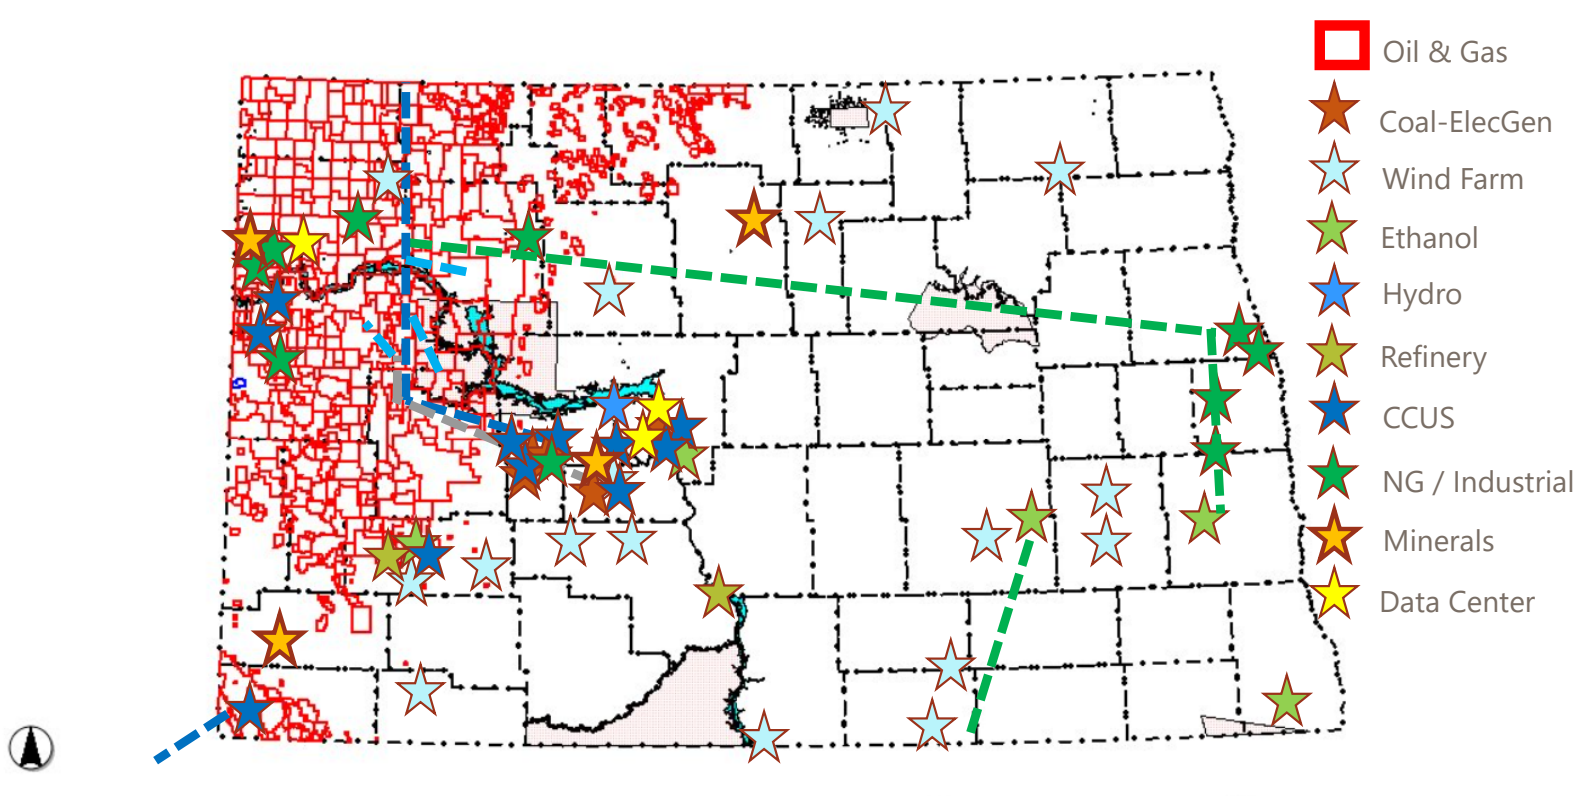 Oil & Gas
Coal-ElecGen
Wind Farm
Ethanol
Hydro
Refinery
CCUS
NG / Industrial
Minerals
Data Center